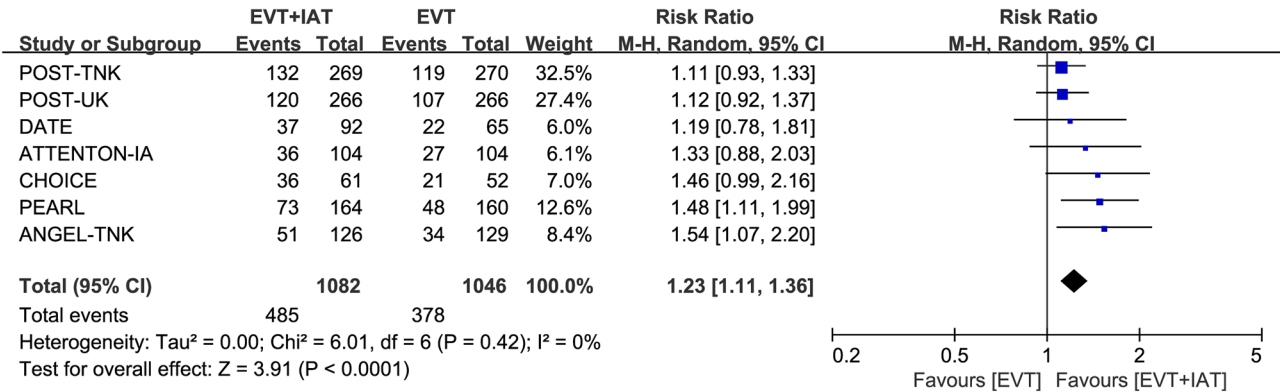 EVT+IAT EVT Risk Ratio Risk Ratio
Study or Subgroup Events Total Events Total Weight M-H, Random, 95% CI M-H, Random, 95% CI
POST-TNK 132 269 119 270 32.5% 1.11 [0.93, 1.33]
POST-UK 120 266 107 266 27.4% 1.12 [0.92, 1.37]
DATE 37 92 22 65 6.0% 1.19 [0.78, 1.81]
ATTENTON-IA 36 104 27 104 6.1% 1.33 [0.88, 2.03]
CHOICE 36 61 21 52 7.0% 1.46 [0.99, 2.16]
PEARL 73 164 48 160 12.6% 1.48 [1.11, 1.99]
ANGEL-TNK 51 126 34 129 8.4% 1.54 [1.07, 2.20]
Total (95% CI) 1082 1046 100.0% 1.23 [1.11, 1.36]
Total events 485 378
Heterogeneity: Tau² = 0.00; Chi² = 6.01, df = 6 (P = 0.42); I² = 0%
Test for overall effect: Z = 3.91 (P < 0.0001)
0.2 0.5 1 2 5
Favours [EVT] Favours [EVT+IAT]